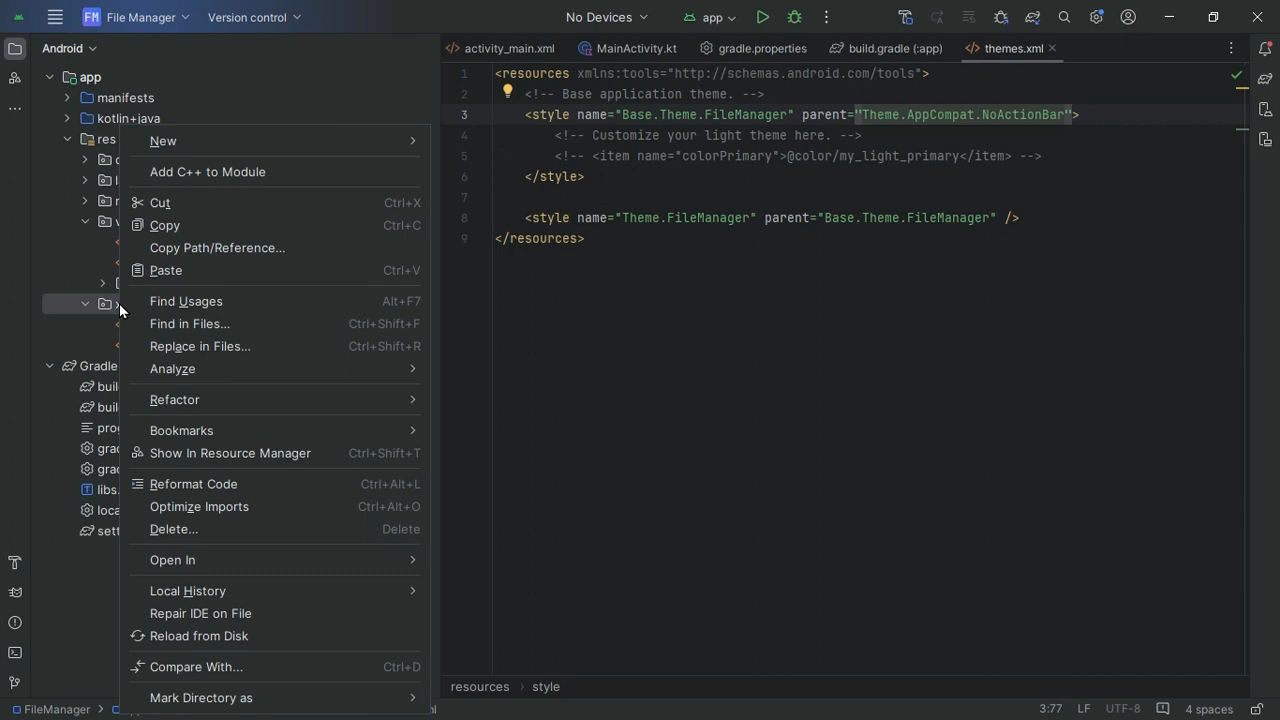 FM File Manager Version control No Devices app
Android
activity_main.xml MainActivity.kt gradle.properties build.gradle (:app) themes.xml
app
manifests
kotlin+java
res
Gradle
libs.
New
Add C++ to Module
Cut Ctrl+X
Copy Ctrl+C
Copy Path/Reference...
Paste Ctrl+V
Find Usages Alt+F7
Find in Files... Ctrl+Shift+F
Replace in Files... Ctrl+Shift+R
Analyze
Refactor
Bookmarks
Show In Resource Manager Ctrl+Shift+T
Reformat Code Ctrl+Alt+L
Optimize Imports Ctrl+Alt+O
Delete... Delete
Open In
Local History
Repair IDE on File
Reload from Disk
Compare With... Ctrl+D
Mark Directory as
1 <resources xmlns:tools="http://schemas.android.com/tools">
2 <!-- Base application theme. -->
3 <style name="Base.Theme.FileManager" parent="Theme.AppCompat.NoActionBar">
4 <!-- Customize your light theme here. -->
5 <!-- <item name="colorPrimary">@color/my_light_primary</item> -->
6 </style>
7
8 <style name="Theme.FileManager" parent="Base.Theme.FileManager" />
9 </resources>
resources › style
FileManager
3:77 LF UTF-8 4 spaces